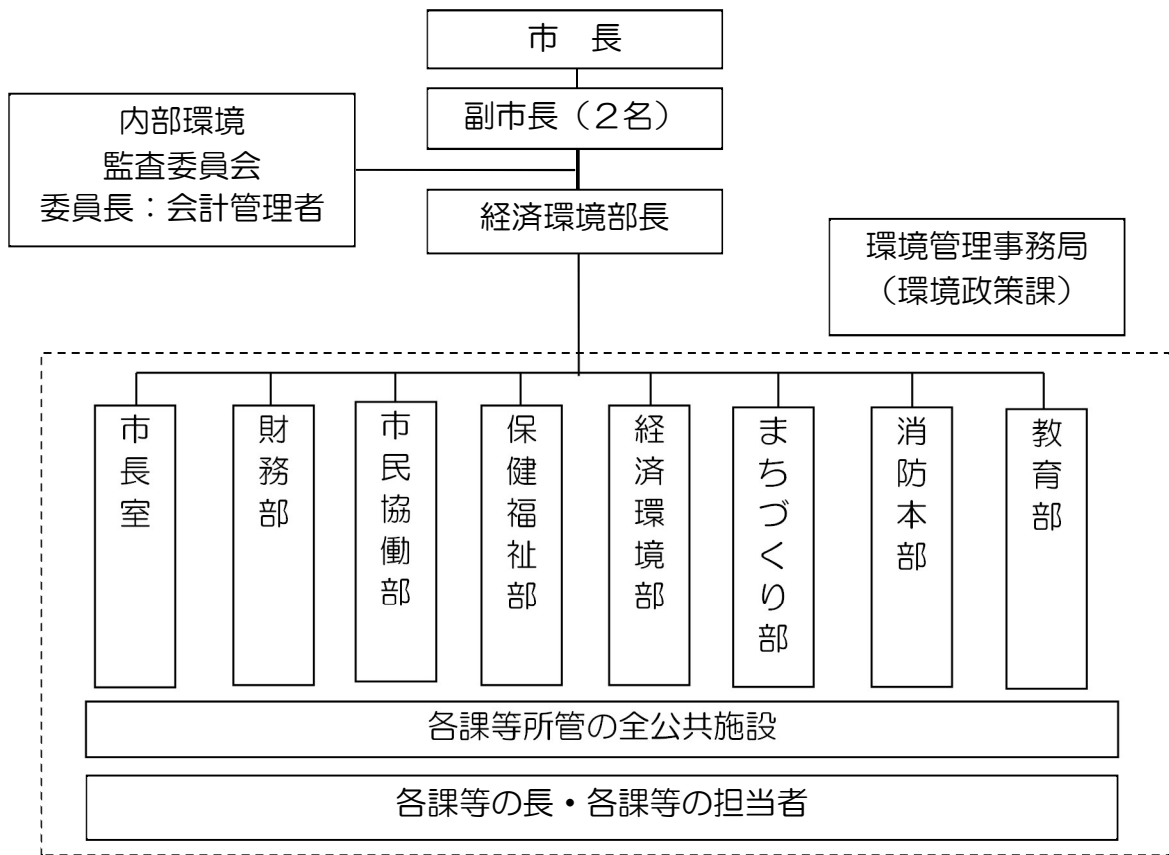 市　長
副市長（２名）
内部環境
監査委員会
委員長：会計管理者
経済環境部長
環境管理事務局
（環境政策課）
市長室
財務部
市民協働部
保健福祉部
経済環境部
まちづくり部
消防本部
教育部
各課等所管の全公共施設
各課等の長・各課等の担当者